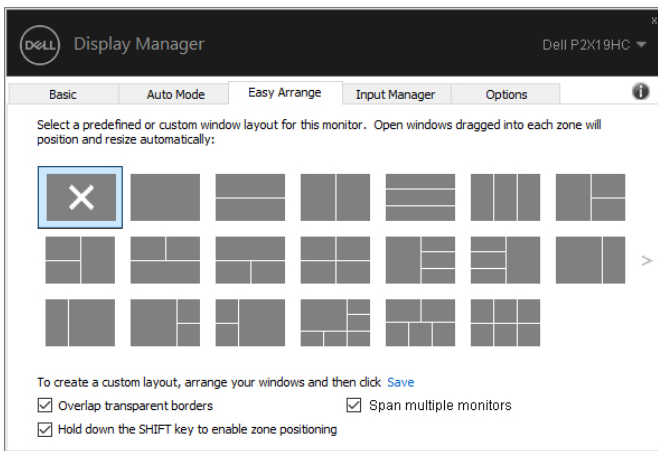 x
DELL Display Manager Dell P2X19HC
Basic Auto Mode Easy Arrange Input Manager Options i
Select a predefined or custom window layout for this monitor. Open windows dragged into each zone will
position and resize automatically:
>
To create a custom layout, arrange your windows and then click Save
Overlap transparent borders Span multiple monitors
Hold down the SHIFT key to enable zone positioning